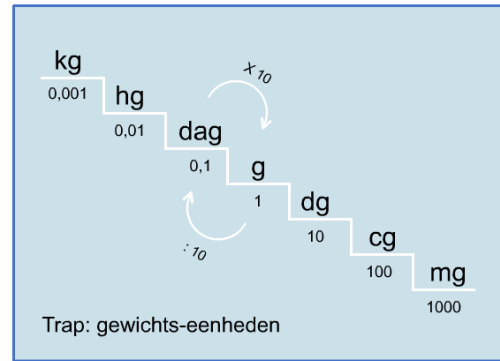 kg
0,001
hg
0,01
X 10
dag
0,1
g
1
: 10
dg
10
cg
100
mg
1000
Trap: gewichts-eenheden